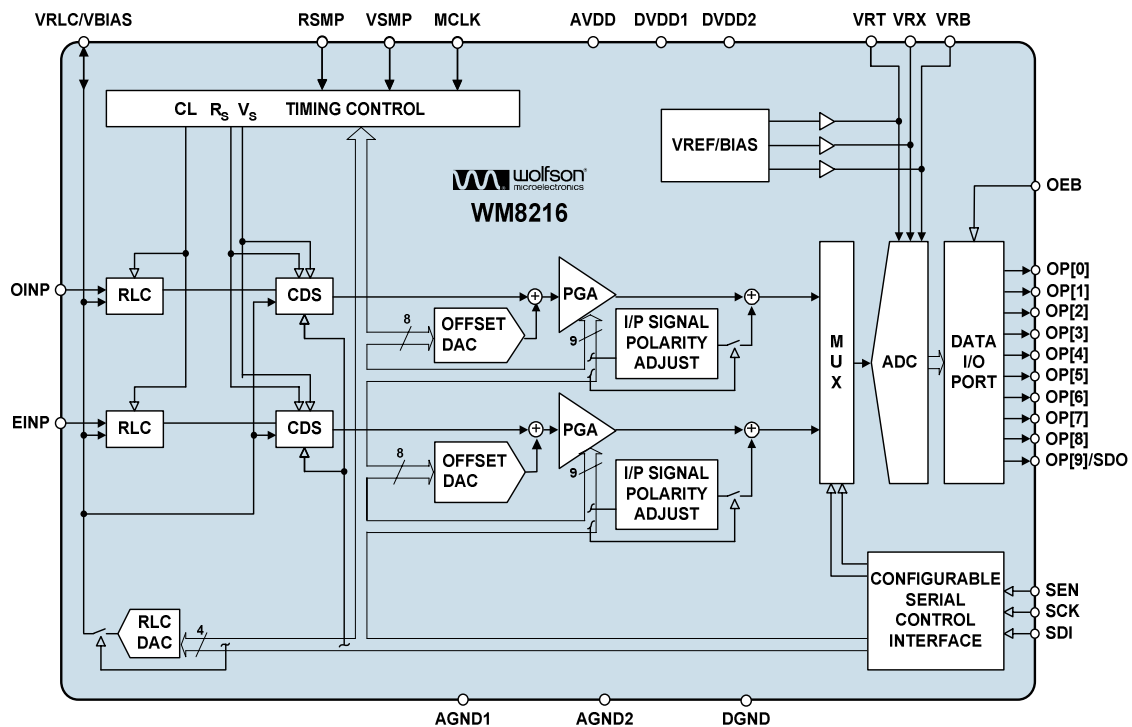 VRLC/VBIAS RSMP VSMP MCLK AVDD DVDD1 DVDD2 VRT VRX VRB
CL RS VS TIMING CONTROL
VREF/BIAS
wolfson
microelectronics
WM8216
OEB
OINP
RLC
CDS
PGA
OFFSET
DAC
8
9
I/P SIGNAL
POLARITY
ADJUST
EINP
RLC
CDS
PGA
OFFSET
DAC
8
9
I/P SIGNAL
POLARITY
ADJUST
M
U
X
ADC
DATA
I/O
PORT
OP[0]
OP[1]
OP[2]
OP[3]
OP[4]
OP[5]
OP[6]
OP[7]
OP[8]
OP[9]/SDO
RLC
DAC
4
CONFIGURABLE
SERIAL
CONTROL
INTERFACE
SEN
SCK
SDI
AGND1 AGND2 DGND